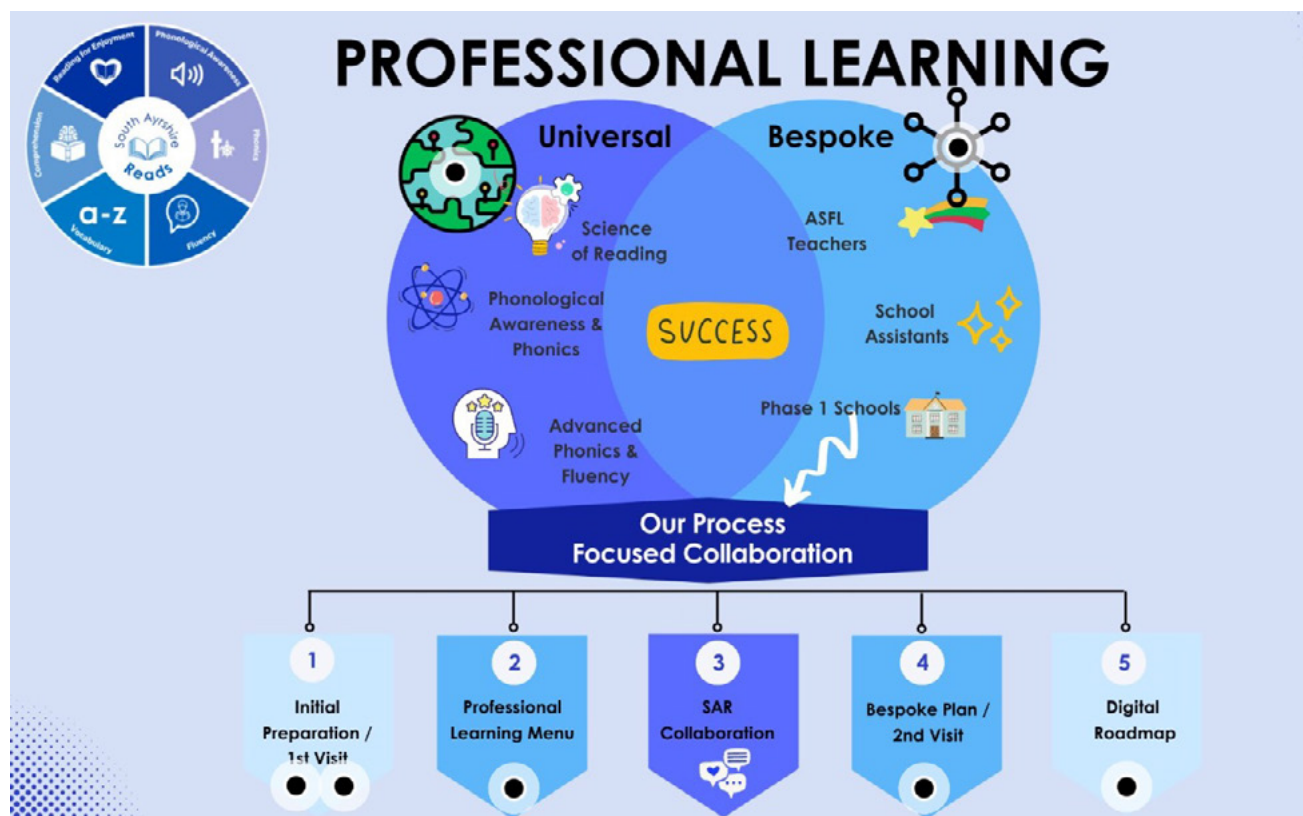 PROFESSIONAL LEARNING
Reading for Enjoyment
Phonological Awareness
Comprehension
Phonics
South Ayrshire
Reads
a-z
Vocabulary
Fluency
Universal
Bespoke
Science
of Reading
ASFL
Teachers
Phonological
Awareness &
Phonics
SUCCESS
School
Assistants
Advanced
Phonics &
Fluency
Phase 1 Schools
Our Process
Focused Collaboration
1
Initial
Preparation /
1st Visit
2
Professional
Learning Menu
3
SAR
Collaboration
4
Bespoke Plan /
2nd Visit
5
Digital
Roadmap